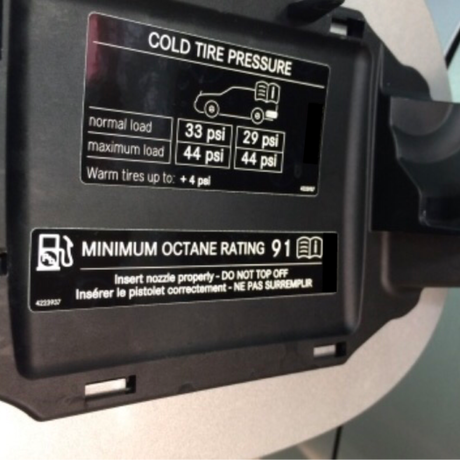 COLD TIRE PRESSURE
normal load 33 psi 29 psi
maximum load 44 psi 44 psi
Warm tires up to: + 4 psi
MINIMUM OCTANE RATING 91
Insert nozzle properly - DO NOT TOP OFF
Insérer le pistolet correctement - NE PAS SURREMPLIR
4223937